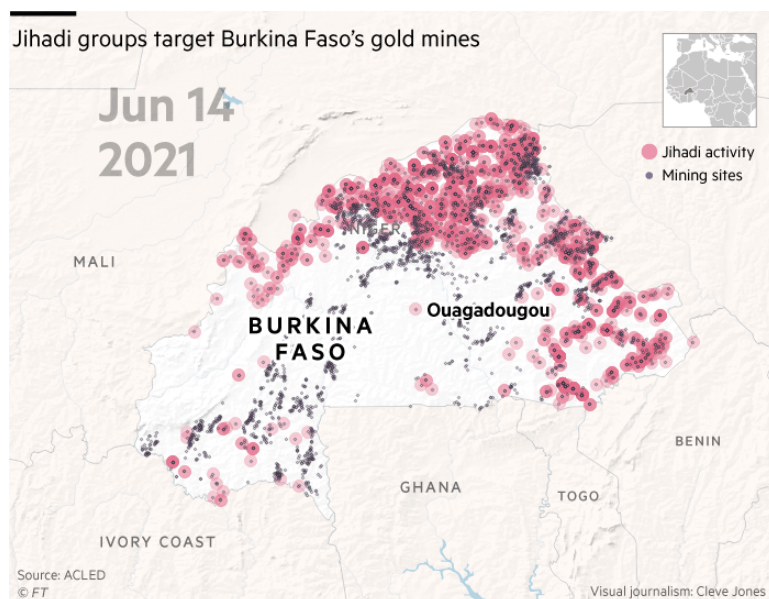 Jihadi groups target Burkina Faso’s gold mines
Jun 14
2021
Jihadi activity
Mining sites
NIGER
MALI
Ouagadougou
BURKINA
FASO
BENIN
GHANA
TOGO
IVORY COAST
Source: ACLED
© FT
Visual journalism: Cleve Jones